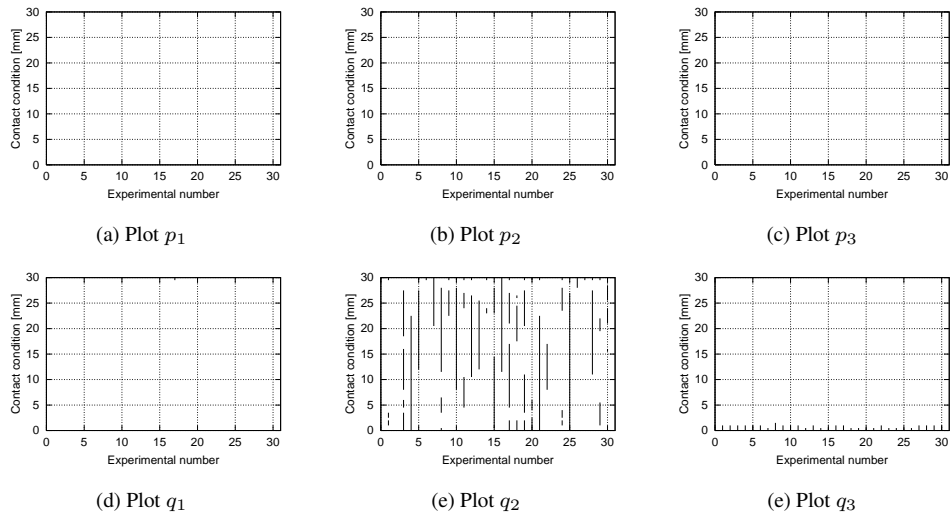 Contact condition [mm]
30
25
20
15
10
5
0
0 5 10 15 20 25 30
Experimental number
(a) Plot p1
Contact condition [mm]
30
25
20
15
10
5
0
0 5 10 15 20 25 30
Experimental number
(b) Plot p2
Contact condition [mm]
30
25
20
15
10
5
0
0 5 10 15 20 25 30
Experimental number
(c) Plot p3
Contact condition [mm]
30
25
20
15
10
5
0
0 5 10 15 20 25 30
Experimental number
(d) Plot q1
Contact condition [mm]
30
25
20
15
10
5
0
0 5 10 15 20 25 30
Experimental number
(e) Plot q2
Contact condition [mm]
30
25
20
15
10
5
0
0 5 10 15 20 25 30
Experimental number
(e) Plot q3